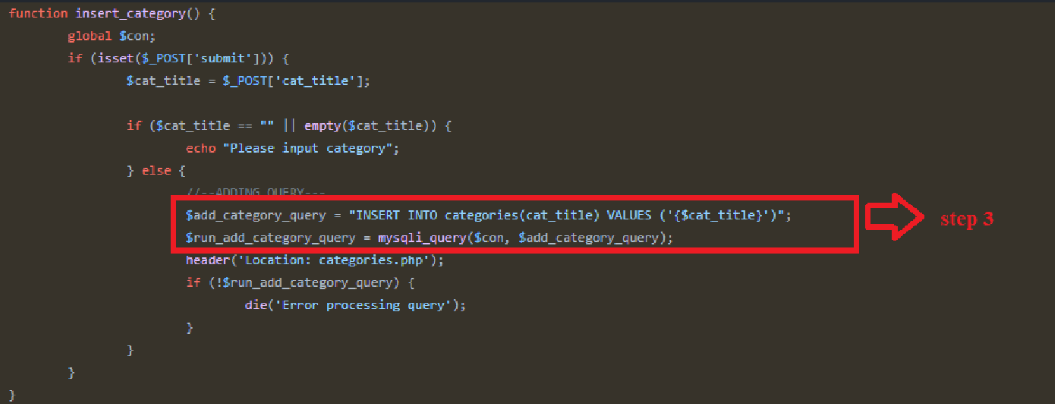 function insert_category() {
global $con;
if (isset($_POST['submit'])) {
$cat_title = $_POST['cat_title'];
if ($cat_title == "" || empty($cat_title)) {
echo "Please input category";
} else {
//--ADDING QUERY---
$add_category_query = "INSERT INTO categories(cat_title) VALUES ('{$cat_title}')";
$run_add_category_query = mysqli_query($con, $add_category_query);
step 3
header('Location: categories.php');
if (!$run_add_category_query) {
die('Error processing query');
}
}
}
}